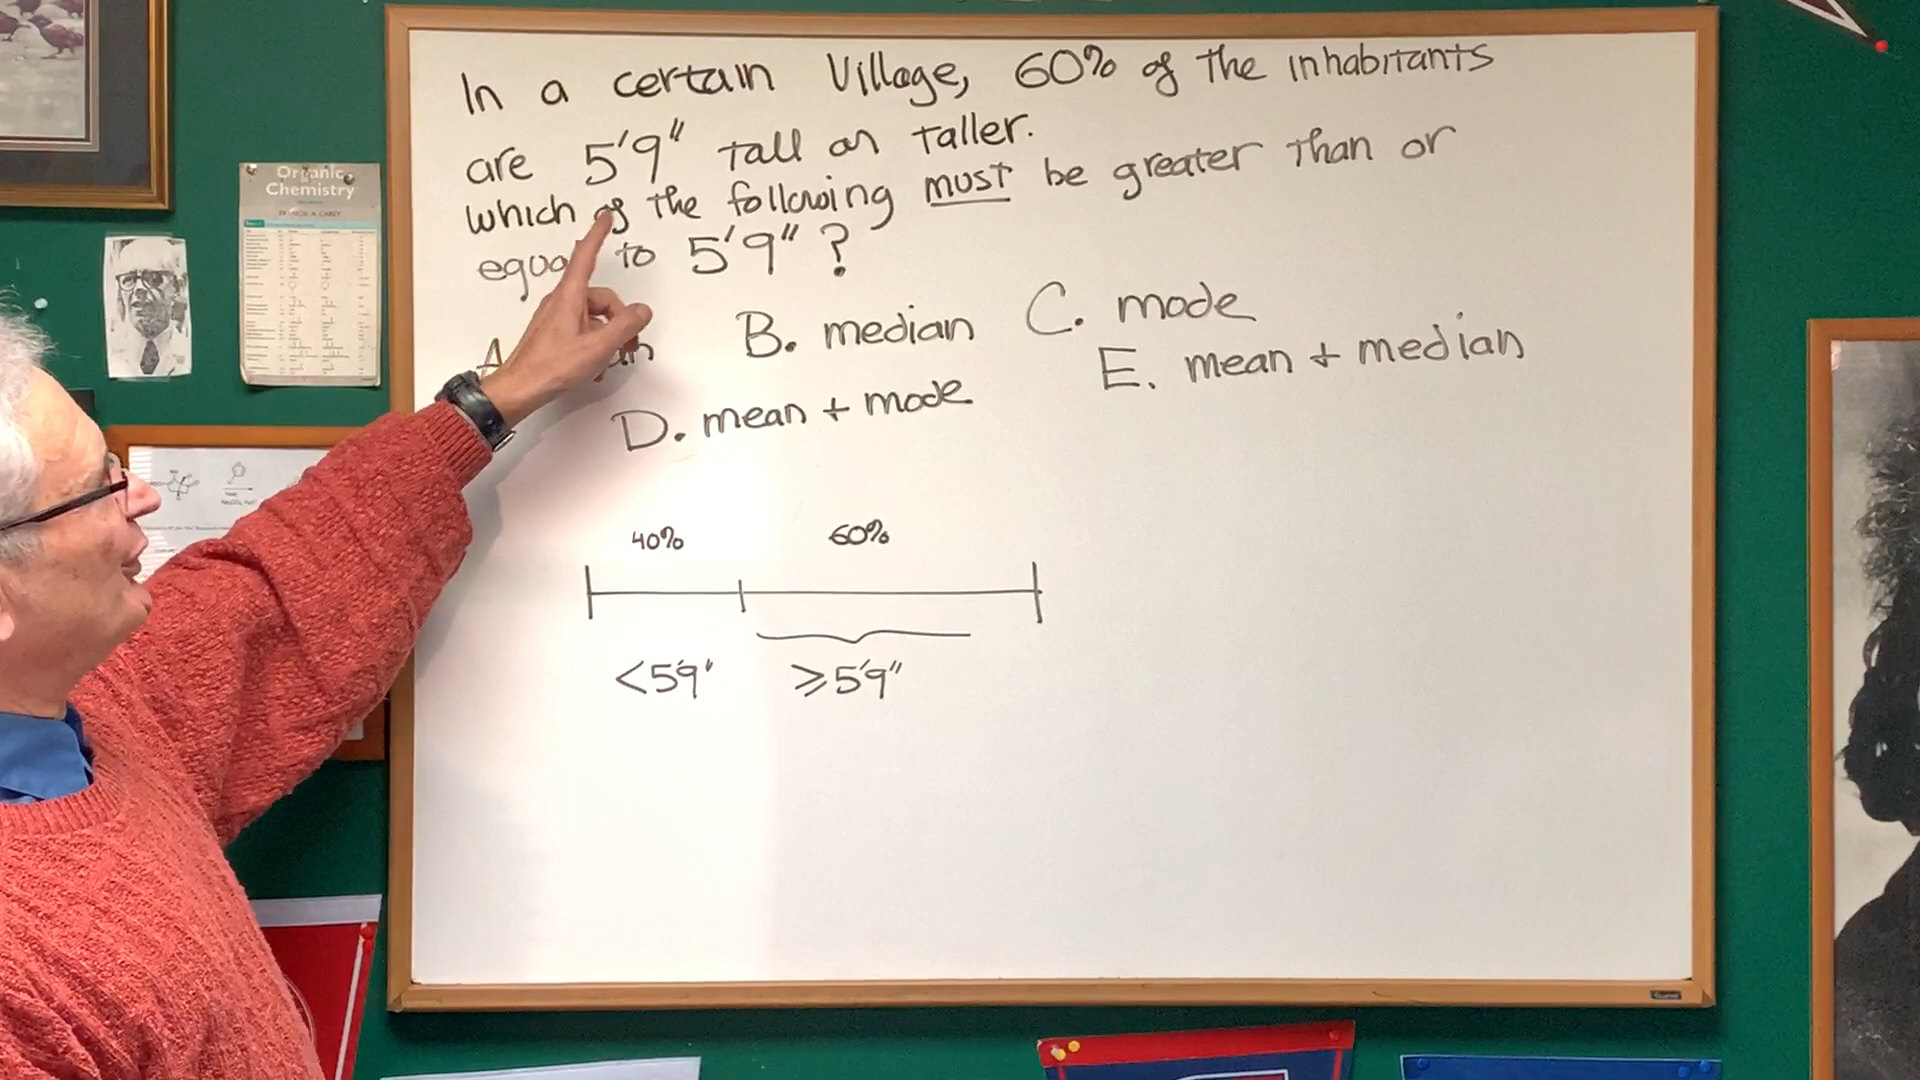 In a certain Village, 60% of the inhabitants
are 5'9" tall or taller.
which of the following must be greater than or
to 5'9" ?
A. B. median C. mode
D. mean + mode E. mean + median
40% 60%
<5'9" ≥5'9"
Organic
Chemistry
FRANCIS A. CAREY